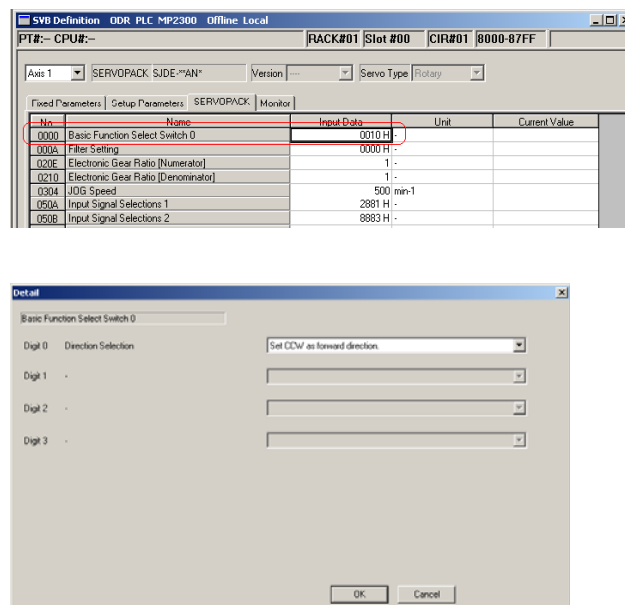 SVB Definition ODR PLC MP2300 Offline Local
PT#:– CPU#:– RACK#01 Slot #00 CIR#01 8000-87FF
Axis 1 SERVOPACK SJDE-**AN* Version ---- Servo Type Rotary
Fixed Parameters Setup Parameters SERVOPACK Monitor
No. Name Input Data Unit Current Value
0000 Basic Function Select Switch 0 0010 H -
000A Filter Setting 0000 H -
020E Electronic Gear Ratio [Numerator] 1 -
0210 Electronic Gear Ratio [Denominator] 1 -
0304 JOG Speed 500 min-1
050A Input Signal Selections 1 2881 H -
050B Input Signal Selections 2 8883 H -
Detail
Basic Function Select Switch 0
Digit 0 Direction Selection Set CCW as forward direction.
Digit 1 -
Digit 2 -
Digit 3 -
OK Cancel